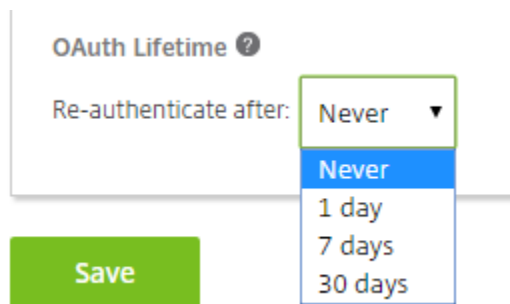 OAuth Lifetime ?
Re-authenticate after: Never
Never
1 day
7 days
30 days
Save